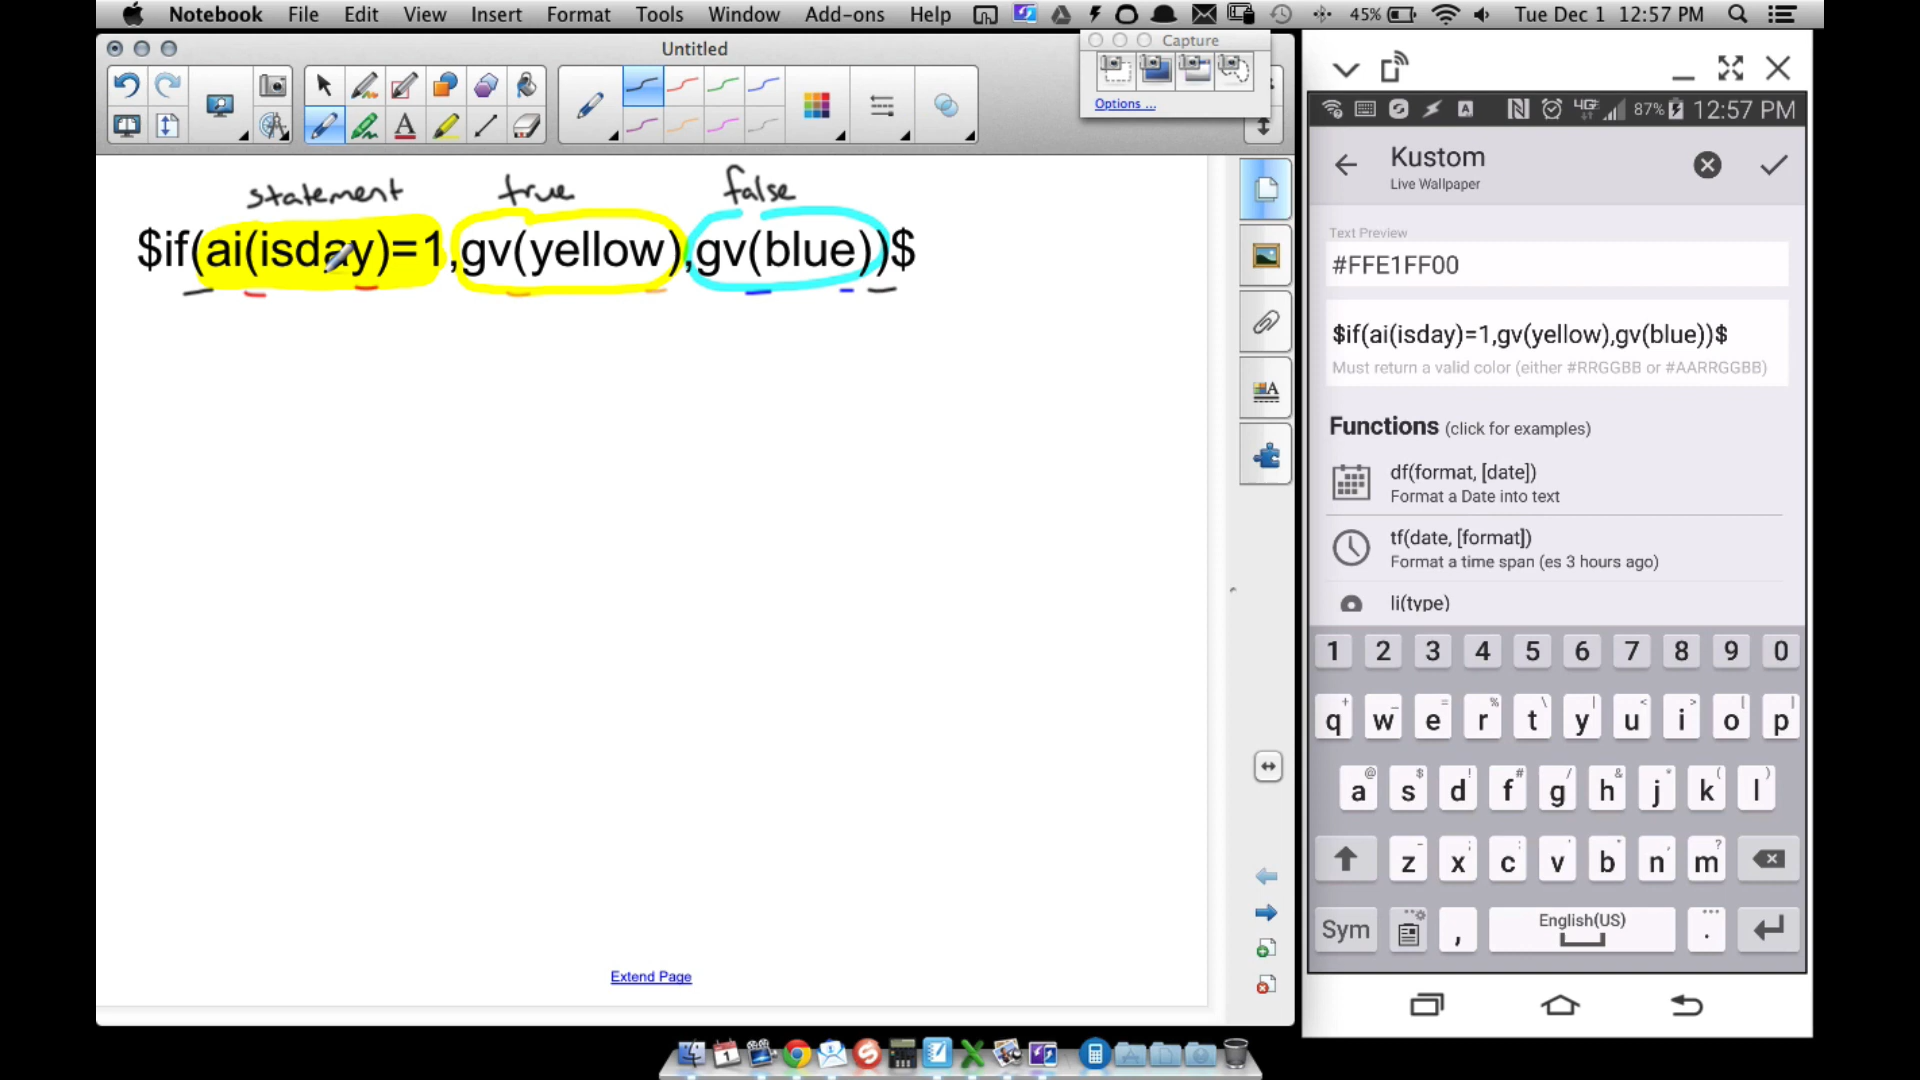 Notebook File Edit View Insert Format Tools Window Add-ons Help 45% Tue Dec 1 12:57 PM
Untitled
Capture
Options ...
statement true false
$if(ai(isday)=1,gv(yellow),gv(blue))$
Extend Page
4G 87% 12:57 PM
Kustom
Live Wallpaper
Text Preview
#FFE1FF00
$if(ai(isday)=1,gv(yellow),gv(blue))$
Must return a valid color (either #RRGGBB or #AARRGGBB)
Functions (click for examples)
df(format, [date])
Format a Date into text
tf(date, [format])
Format a time span (es 3 hours ago)
li(type)
1 2 3 4 5 6 7 8 9 0
q w e r t y u i o p
a s d f g h j k l
z x c v b n m
Sym , English(US) .